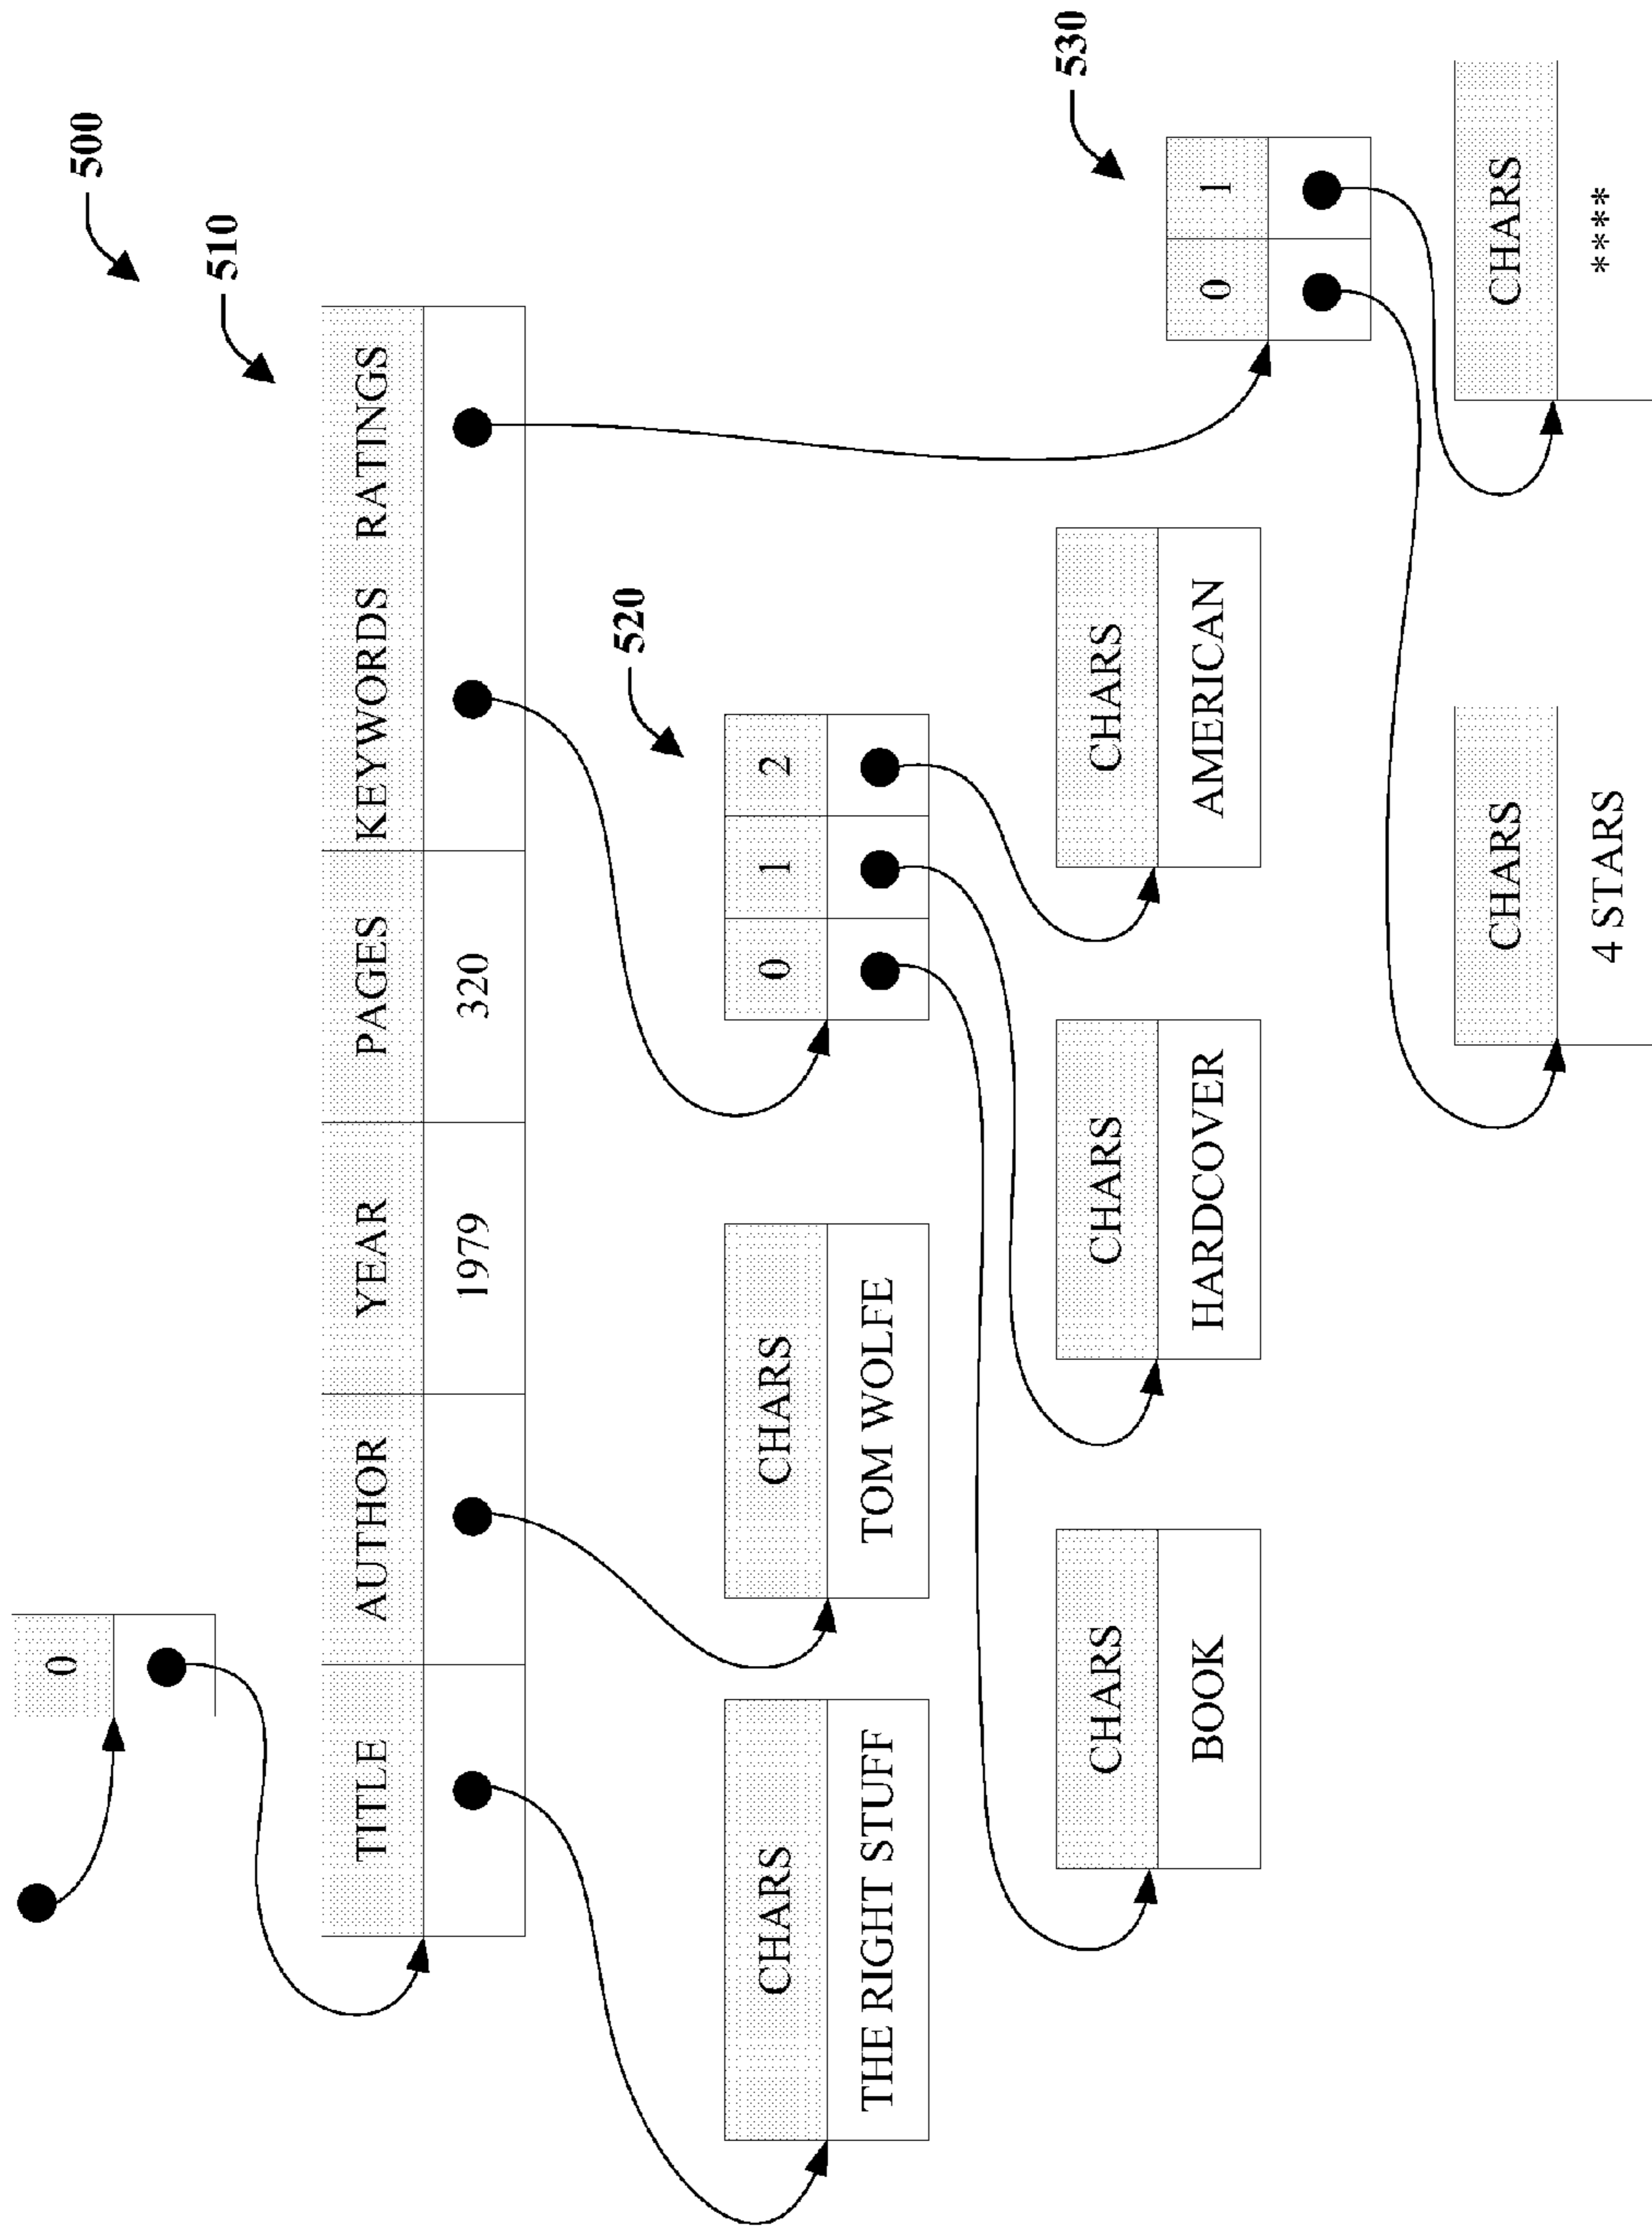 500
0
510
TITLE AUTHOR YEAR PAGES KEYWORDS RATINGS
1979 320
520
CHARS CHARS 0 1 2
THE RIGHT STUFF TOM WOLFE
530
CHARS CHARS CHARS
BOOK HARDCOVER AMERICAN
0 1
CHARS CHARS
4 STARS ****